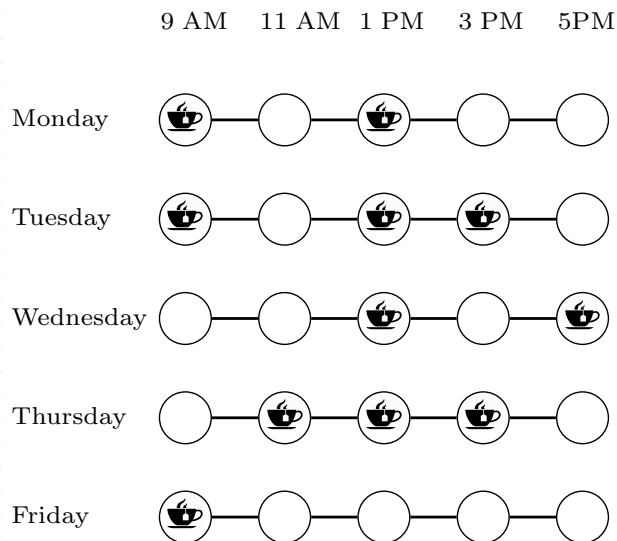 9 AM 11 AM 1 PM 3 PM 5PM
Monday
Tuesday
Wednesday
Thursday
Friday